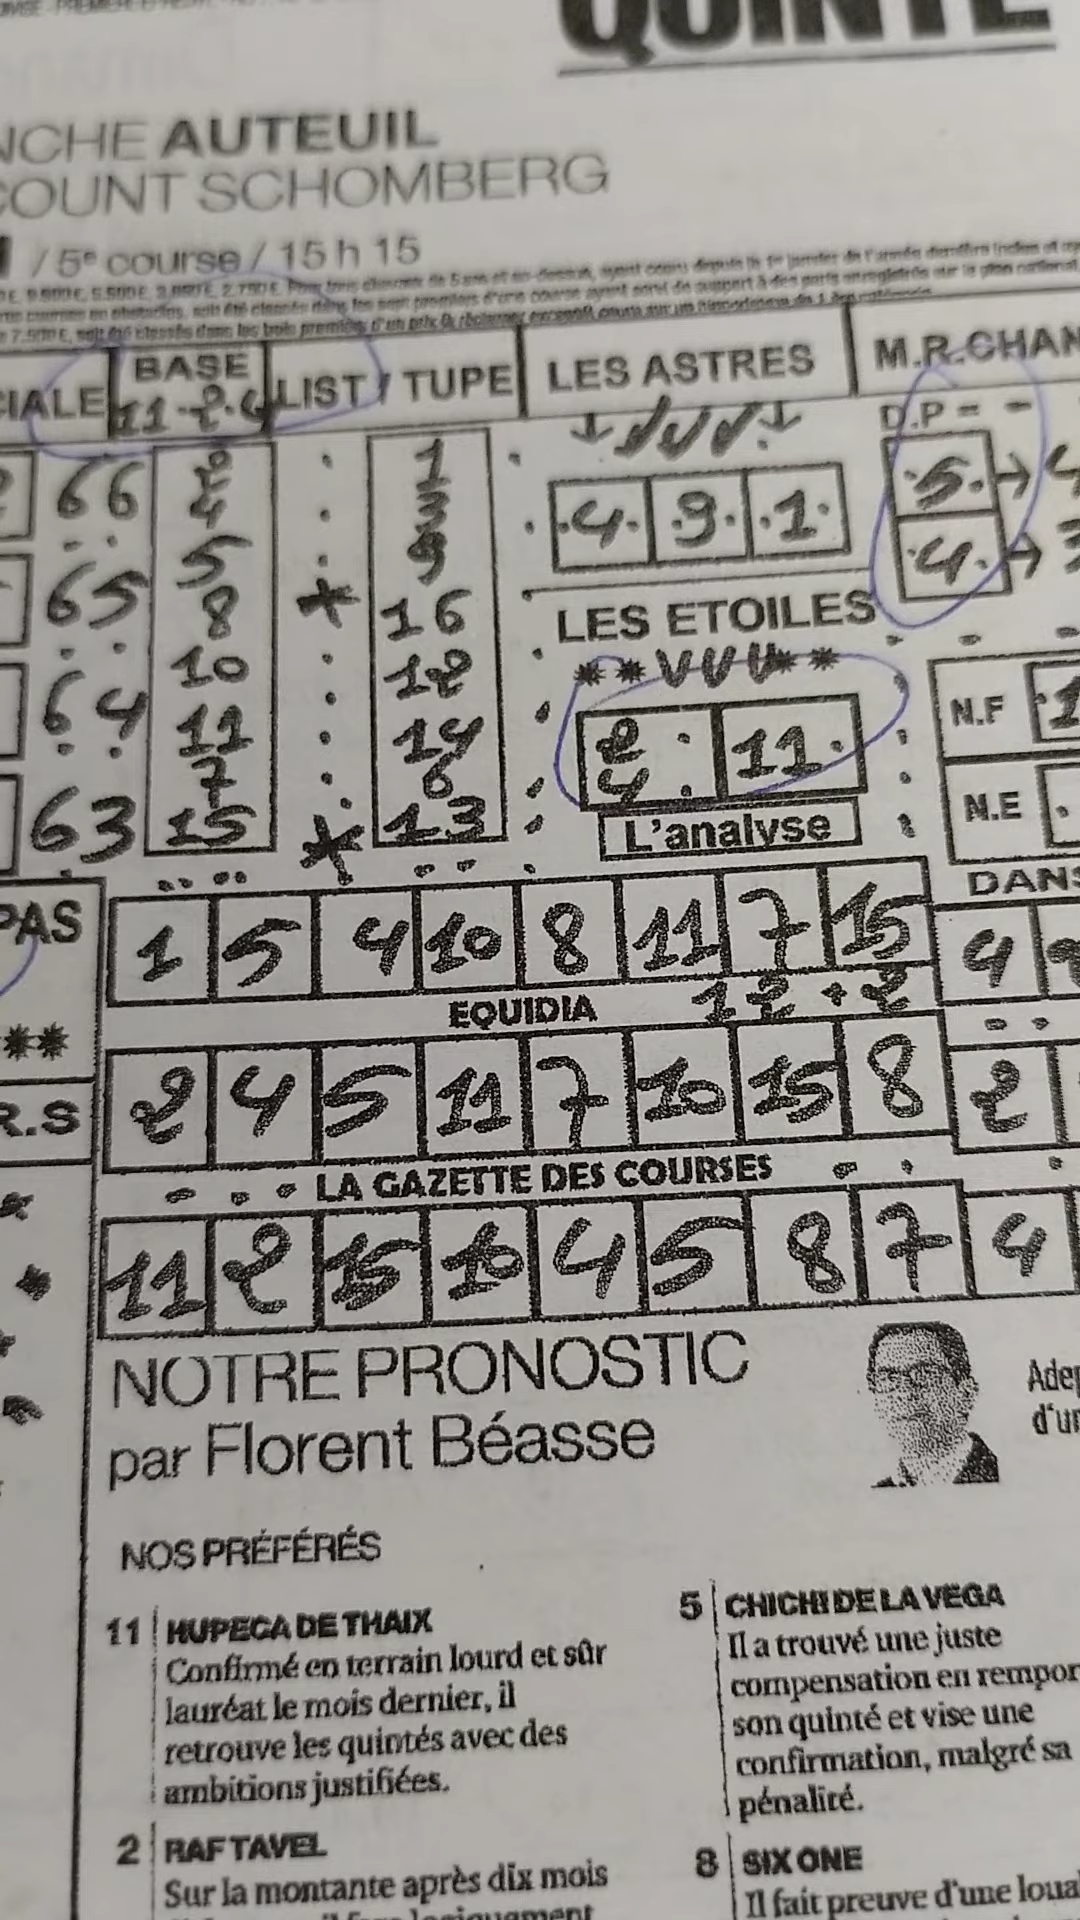 QUINTÉ
NCHE AUTEUIL
COUNT SCHOMBERG
/ 5e course / 15 h 15
CIALE BASE LIST / TUPE LES ASTRES M.R.CHAN
11-2-4
D.P = -
66 2 1
4 3
65 5 9
8 16
64 10 12
11 14
7 6
63 15 13
.4. .9. .1.
.5. → 4
.4. → 3
LES ETOILES
2 : 11.
4 :
N.F 1
N.E
L'analyse
DANS
PAS 1 5 4 10 8 11 7 15 4
EQUIDIA 12 + 2
R.S 2 4 5 11 7 10 15 8 2
LA GAZETTE DES COURSES
11 2 15 10 4 5 8 7 4
NOTRE PRONOSTIC
par Florent Béasse
NOS PRÉFÉRÉS
11 HUPECA DE THAIX
Confirmé en terrain lourd et sûr
lauréat le mois dernier, il
retrouve les quintés avec des
ambitions justifiées.
2 RAFTAVEL
Sur la montante après dix mois
5 CHICHI DE LA VEGA
Il a trouvé une juste
compensation en rempor
son quinté et vise une
confirmation, malgré sa
pénalité.
8 SIX ONE
Il fait preuve d'une loua